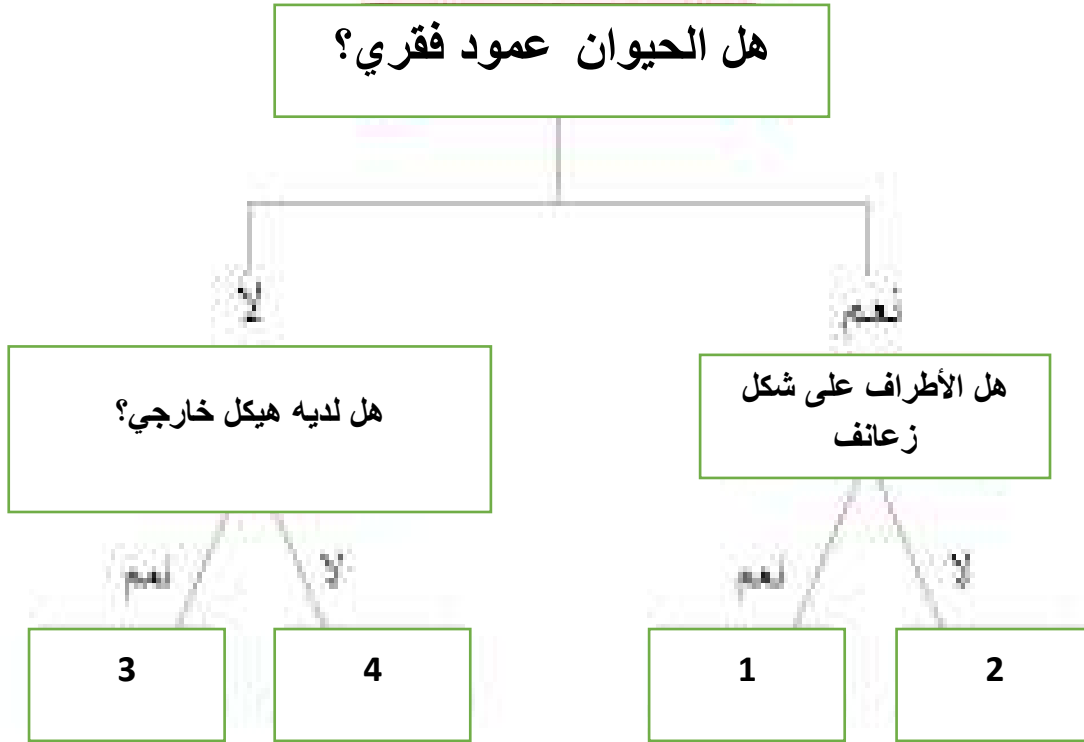 هل الحيوان عمود فقري؟
نعم
لا
هل الأطراف على شكل
زعانف
هل لديه هيكل خارجي؟
لا
نعم
لا
نعم
2
1
4
3